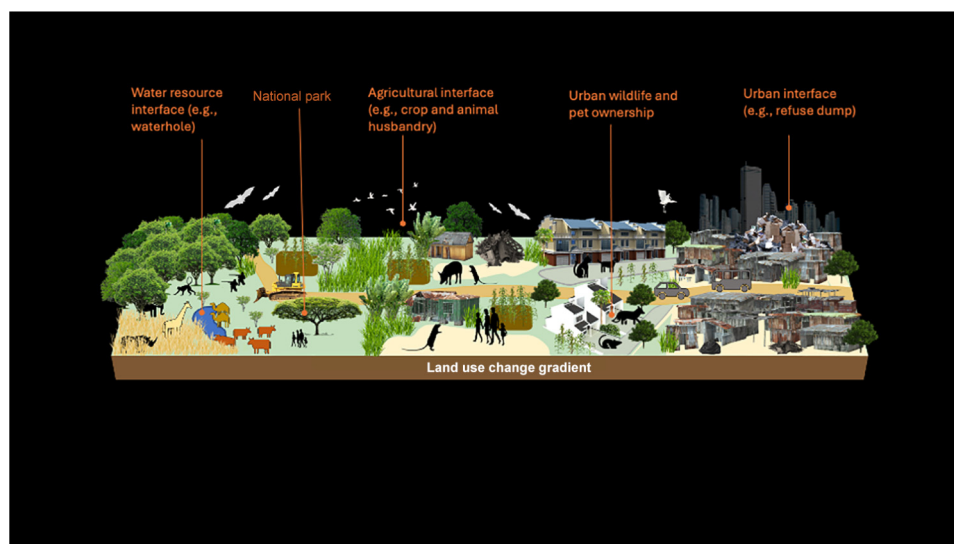 Water resource
interface (e.g.,
waterhole)
National park
Agricultural interface
(e.g., crop and animal
husbandry)
Urban wildlife and
pet ownership
Urban interface
(e.g., refuse dump)
Land use change gradient